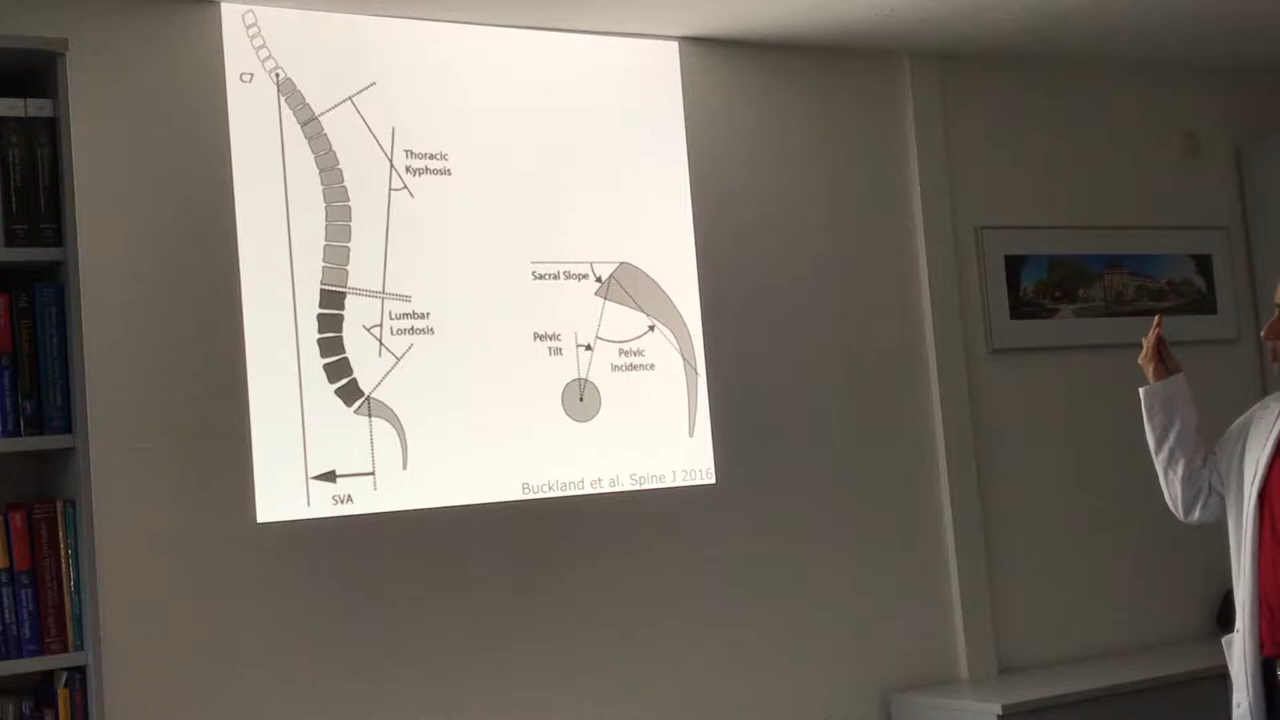 C7
Thoracic
Kyphosis
Lumbar
Lordosis
SVA
Sacral Slope
Pelvic
Tilt
Pelvic
Incidence
Buckland et al. Spine J 2016